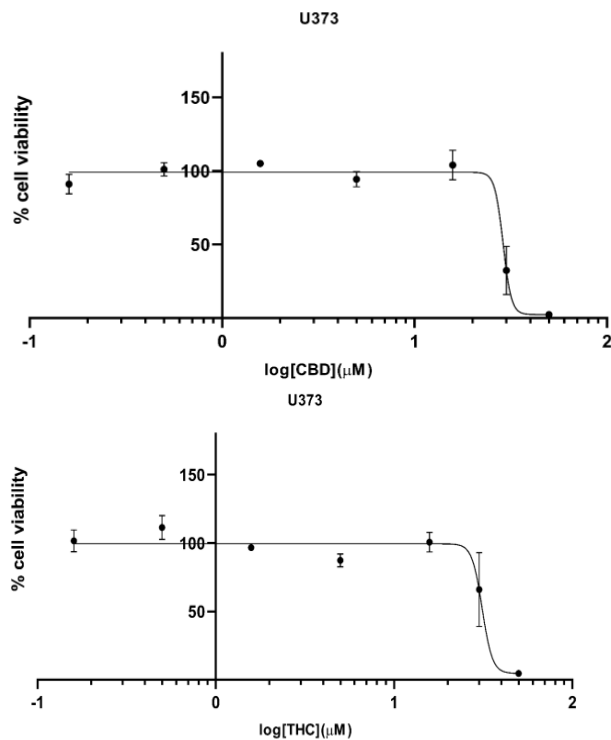 U373
% cell viability
150
100
50
-1 0 1 2
log[CBD](μM)
U373
% cell viability
150
100
50
-1 0 1 2
log[THC](μM)